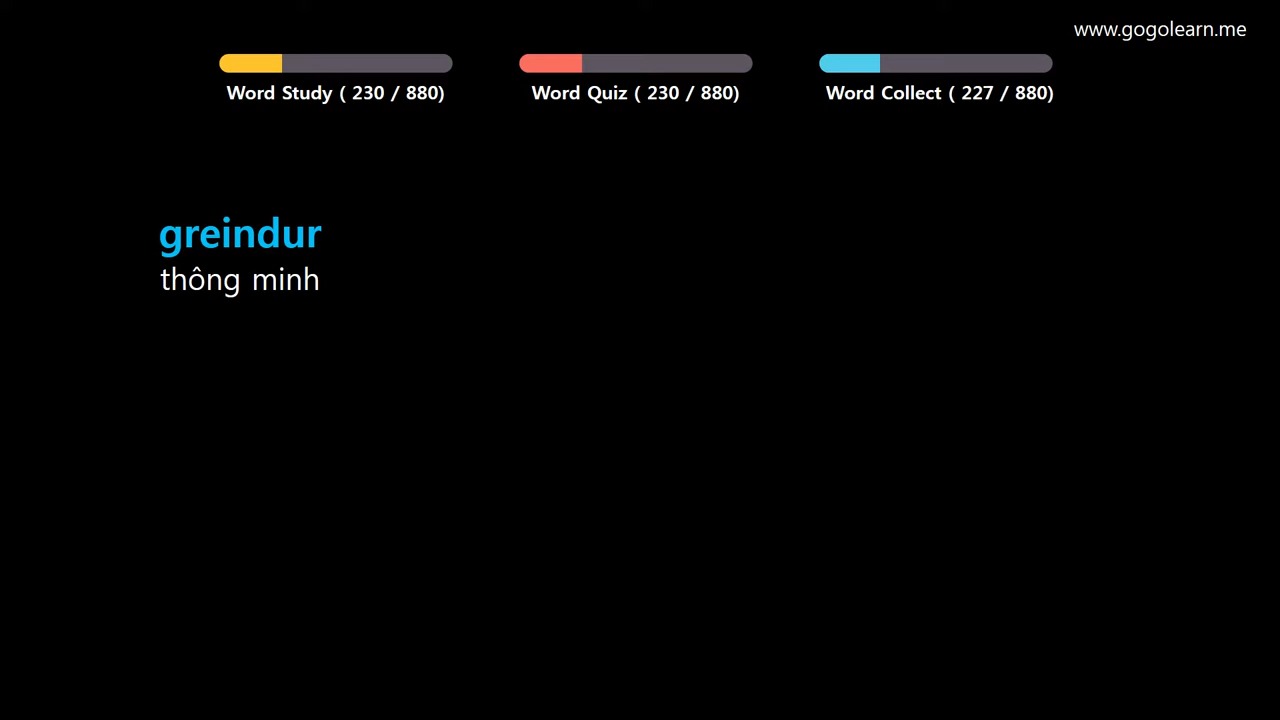 www.gogolearn.me
Word Study ( 230 / 880)
Word Quiz ( 230 / 880)
Word Collect ( 227 / 880)
greindur
thông minh